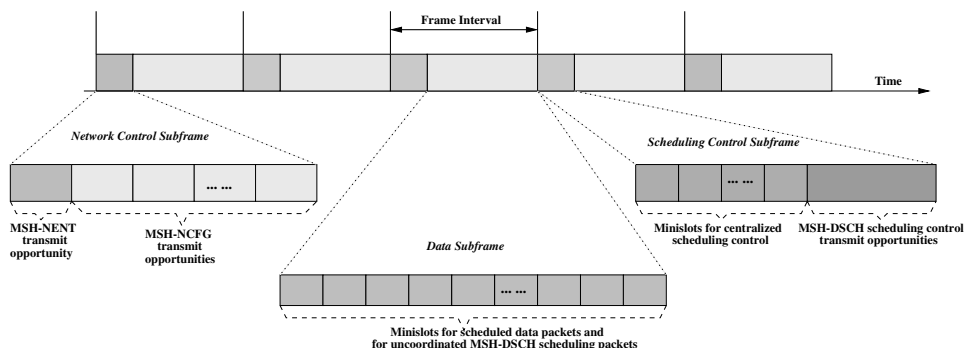 Frame Interval
Time
Network Control Subframe
Scheduling Control Subframe
... ...
... ...
MSH-NENT
transmit
opportunity
MSH-NCFG
transmit
opportunities
Minislots for centralized
scheduling control
MSH-DSCH scheduling control
transmit opportunities
Data Subframe
... ...
Minislots for scheduled data packets and
for uncoordinated MSH-DSCH scheduling packets